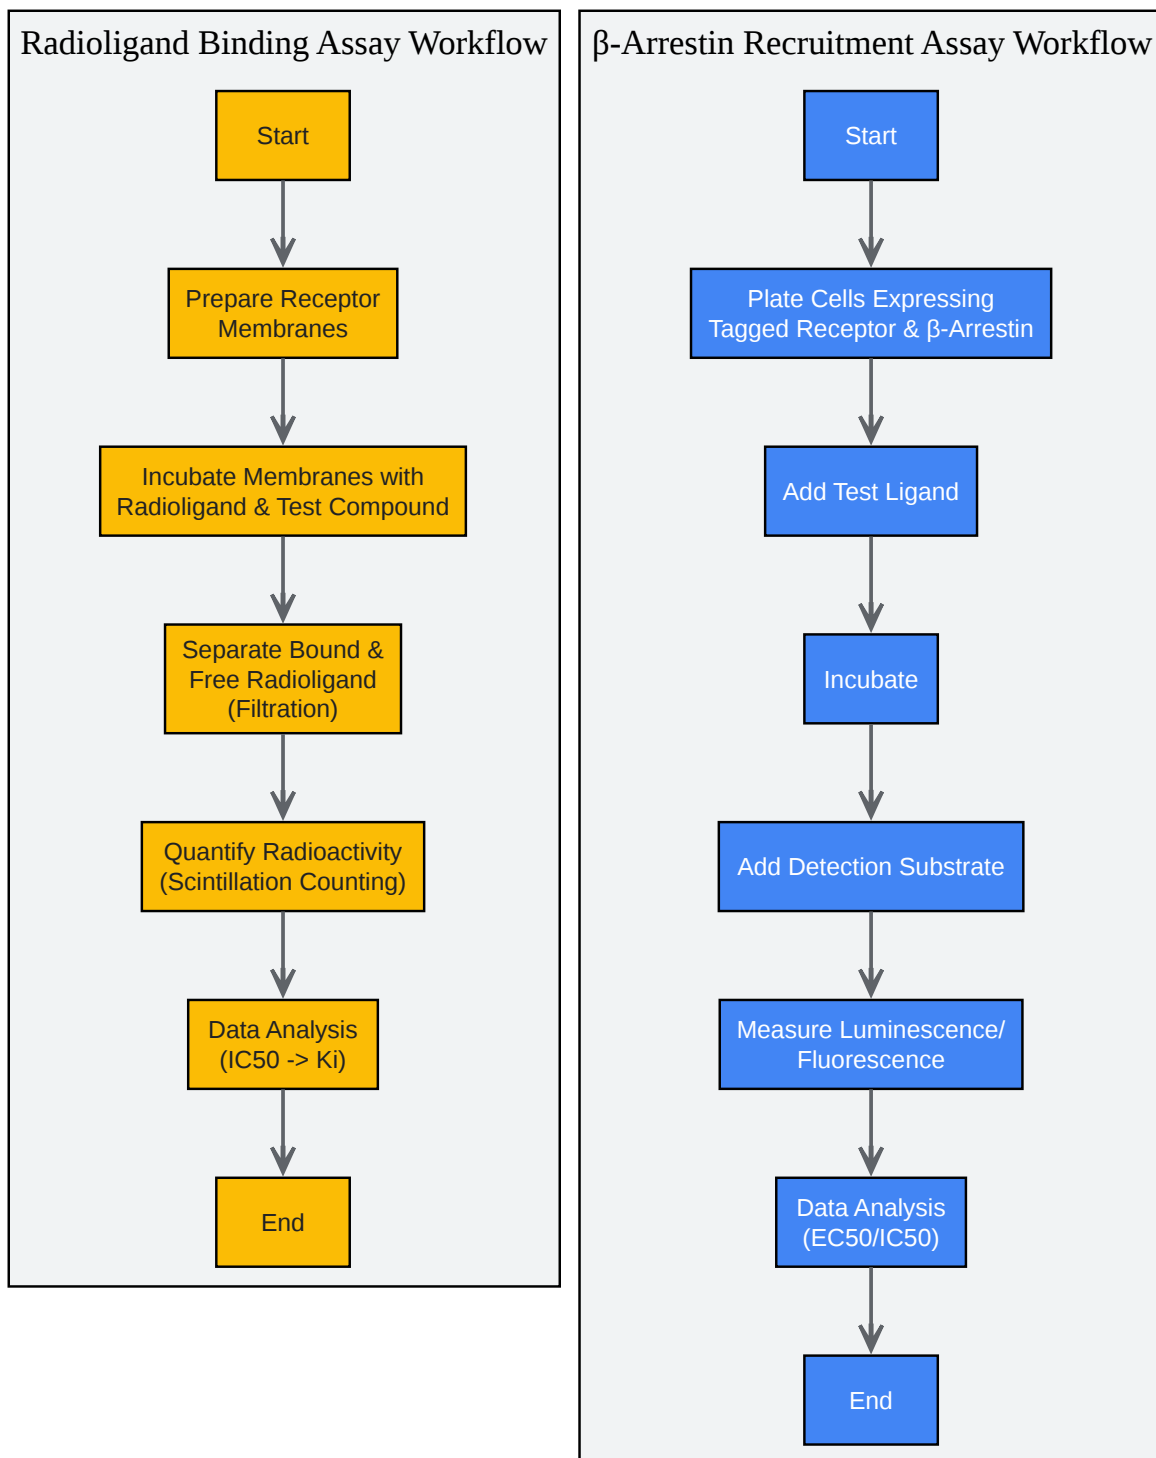 Radioligand Binding Assay Workflow
Start
Prepare Receptor
Membranes
Incubate Membranes with
Radioligand & Test Compound
Separate Bound &
Free Radioligand
(Filtration)
Quantify Radioactivity
(Scintillation Counting)
Data Analysis
(IC50 -> Ki)
End
β-Arrestin Recruitment Assay Workflow
Start
Plate Cells Expressing
Tagged Receptor & β-Arrestin
Add Test Ligand
Incubate
Add Detection Substrate
Measure Luminescence/
Fluorescence
Data Analysis
(EC50/IC50)
End